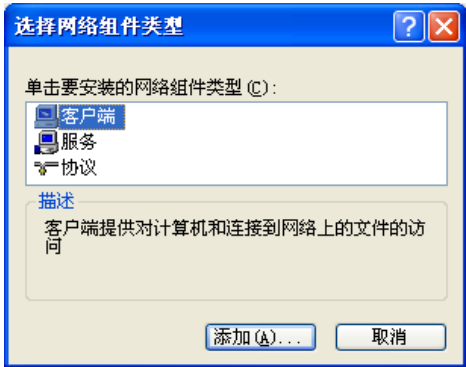 选择网络组件类型
单击要安装的网络组件类型(C):
客户端
服务
协议
描述
客户端提供对计算机和连接到网络上的文件的访
问
添加(A)... 取消